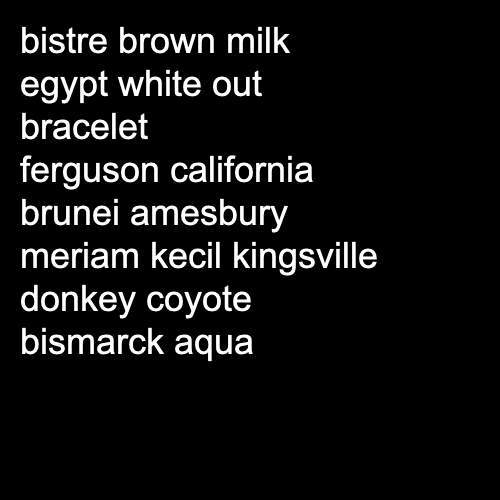 bistre brown milk
egypt white out
bracelet
ferguson california
brunei amesbury
meriam kecil kingsville
donkey coyote
bismarck aqua